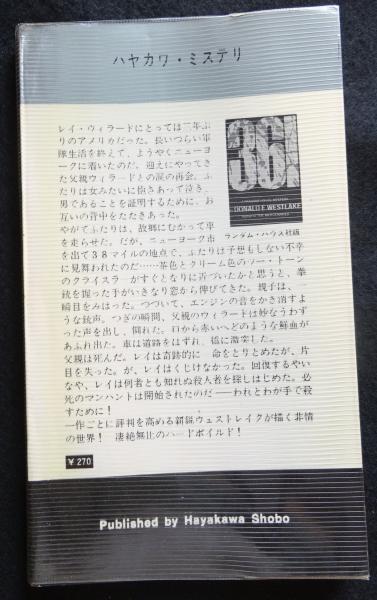 ハヤカワ・ミステリ
レイ・ウィラードにとっては三年ぶ
りのアメリカだった。長いつらい軍
隊生活を終えて、ようやくニューヨ
ークに着いたのだ。迎えにやってき
た父親ウィラードとの涙の再会。ふ
たりは女みたいに抱きあって泣き、
男であることを証明するために、お
互いの背中をたたきあった。
やがてふたりは、故郷にむかって車
を走らせた。だが、ニューヨーク市
361
DONALD E. WESTLAKE
ランダム・ハウス社版
を出て38マイルの地点で、ふたりは予想もしない不幸
に見舞われたのだ……茶色とクリーム色のツー・トーン
のクライスラーがすぐとなりに近づいたかと思うと、拳
銃を握った手がいきなり窓から伸びてきた。親子は、一
瞬目をみはった。つづいて、エンジンの音をかき消すよ
うな銃声。つぎの瞬間、父親のウィラードは妙なうわず
った声を出し、倒れた。口から赤いへどのような鮮血が
あふれ出た。車は道路をはずれ、橋に激突した。
父親は死んだ。レイは奇跡的に一命をとりとめたが、片
目を失った。が、レイはくじけなかった。回復するやい
なや、レイは何者とも知れぬ殺人者を探しはじめた。必
死のマンハントは開始されたのだ――われとわが手で殺
すために！
一作ごとに評判を高める新鋭ウェストレイクが描く非情
の世界！　凄絶無比のハードボイルド！
¥270
Published by Hayakawa Shobo